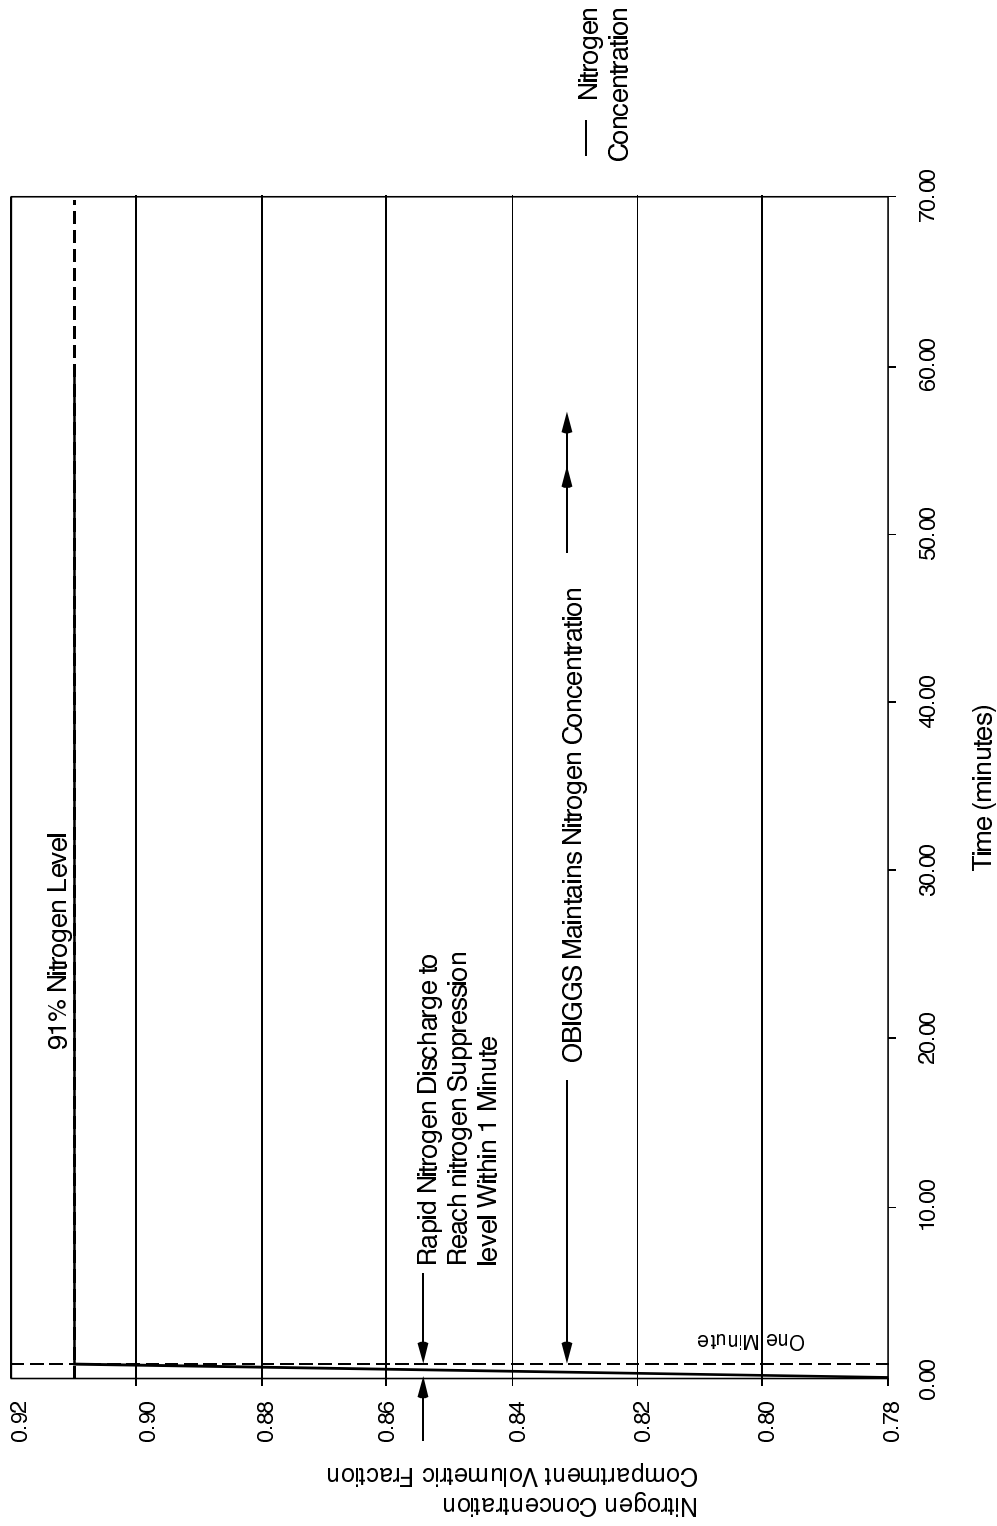 Nitrogen Concentration
Compartment Volumetric Fraction
0.92
0.90
0.88
0.86
0.84
0.82
0.80
0.78
91% Nitrogen Level
Rapid Nitrogen Discharge to
Reach nitrogen Suppression
level Within 1 Minute
OBIGGS Maintains Nitrogen Concentration
One Minute
0.00
10.00
20.00
30.00
40.00
50.00
60.00
70.00
Time (minutes)
Nitrogen
Concentration